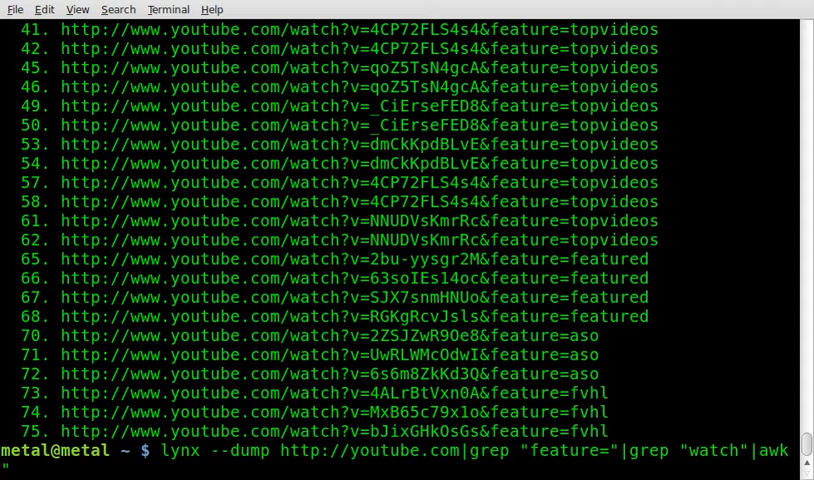 File Edit View Search Terminal Help
41. http://www.youtube.com/watch?v=4CP72FLS4s4&feature=topvideos
42. http://www.youtube.com/watch?v=4CP72FLS4s4&feature=topvideos
45. http://www.youtube.com/watch?v=qoZ5TsN4gcA&feature=topvideos
46. http://www.youtube.com/watch?v=qoZ5TsN4gcA&feature=topvideos
49. http://www.youtube.com/watch?v=_CiErseFED8&feature=topvideos
50. http://www.youtube.com/watch?v=_CiErseFED8&feature=topvideos
53. http://www.youtube.com/watch?v=dmCkKpdBLvE&feature=topvideos
54. http://www.youtube.com/watch?v=dmCkKpdBLvE&feature=topvideos
57. http://www.youtube.com/watch?v=4CP72FLS4s4&feature=topvideos
58. http://www.youtube.com/watch?v=4CP72FLS4s4&feature=topvideos
61. http://www.youtube.com/watch?v=NNUDVsKmrRc&feature=topvideos
62. http://www.youtube.com/watch?v=NNUDVsKmrRc&feature=topvideos
65. http://www.youtube.com/watch?v=2bu-yysgr2M&feature=featured
66. http://www.youtube.com/watch?v=63soIEs14oc&feature=featured
67. http://www.youtube.com/watch?v=SJX7snmHNUo&feature=featured
68. http://www.youtube.com/watch?v=RGKgRcvJsls&feature=featured
70. http://www.youtube.com/watch?v=2ZSJZwR9Oe8&feature=aso
71. http://www.youtube.com/watch?v=UwRLWMcOdwI&feature=aso
72. http://www.youtube.com/watch?v=6s6m8ZkKd3Q&feature=aso
73. http://www.youtube.com/watch?v=4ALrBtVxn0A&feature=fvhl
74. http://www.youtube.com/watch?v=MxB65c79x1o&feature=fvhl
75. http://www.youtube.com/watch?v=bJixGHkOsGs&feature=fvhl
metal@metal ~ $ lynx --dump http://youtube.com|grep "feature="|grep "watch"|awk
"